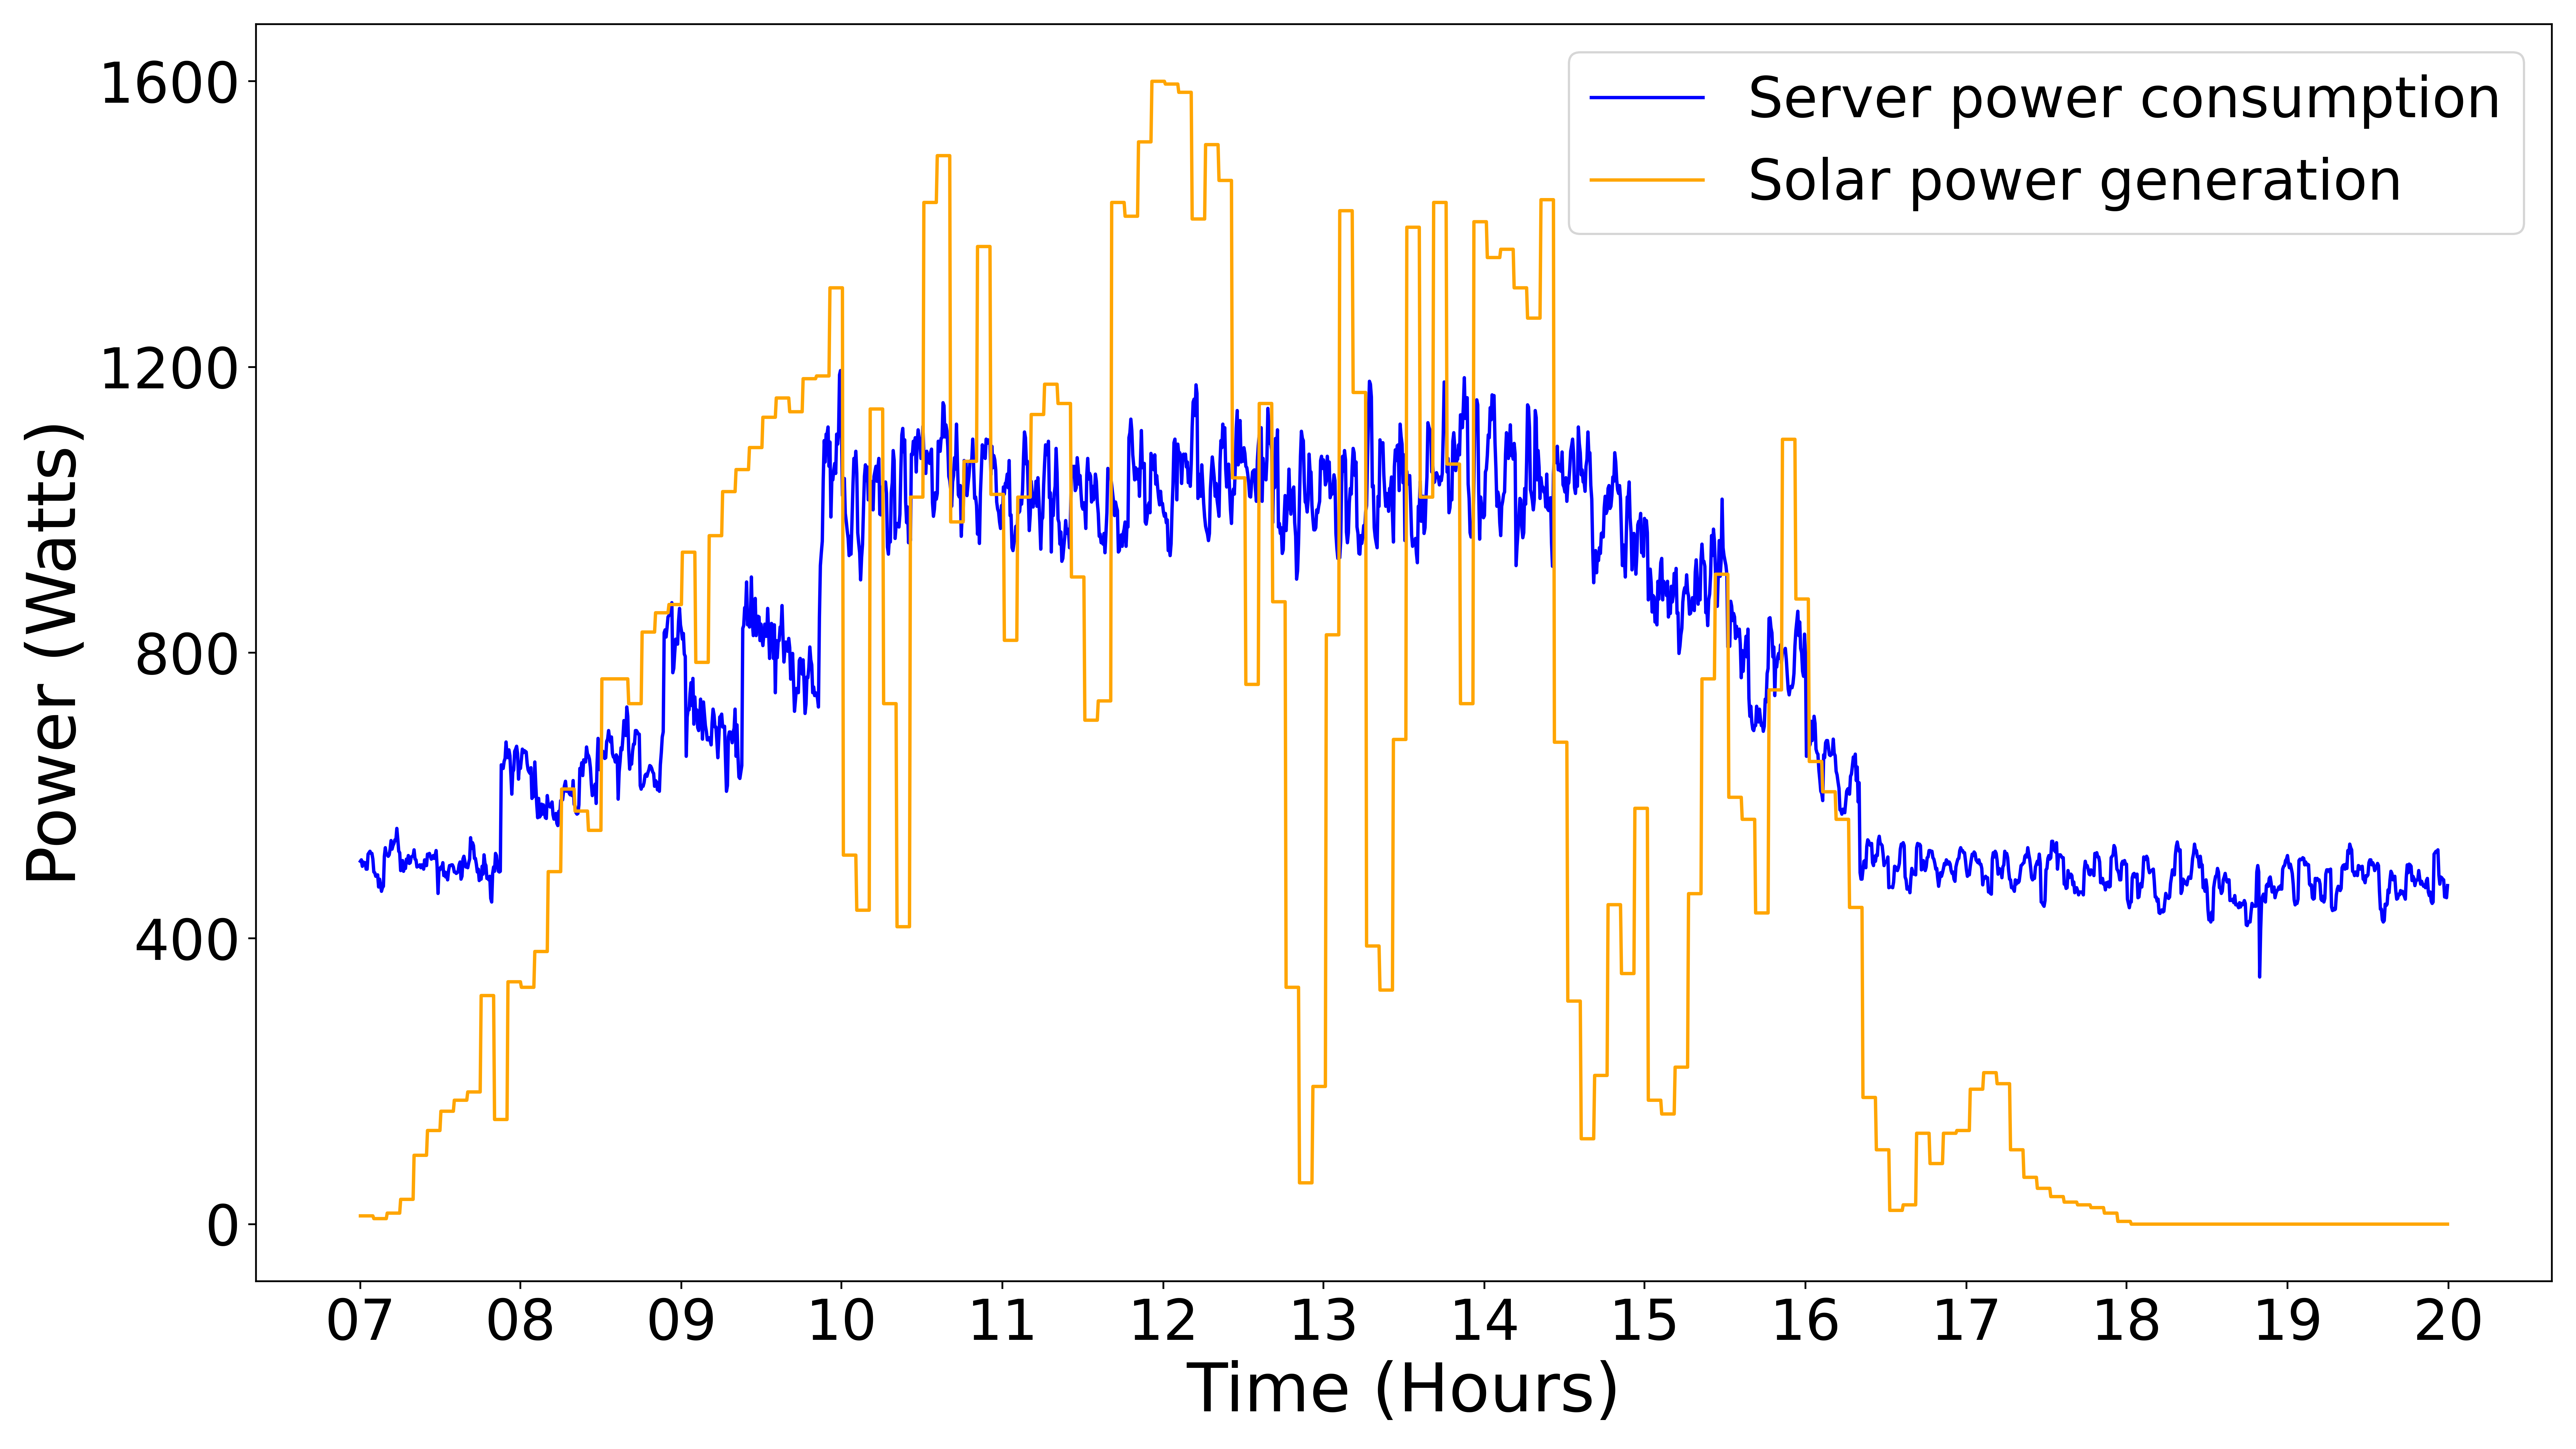 Power (Watts)
1600
1200
800
400
0
Server power consumption
Solar power generation
07 08 09 10 11 12 13 14 15 16 17 18 19 20
Time (Hours)